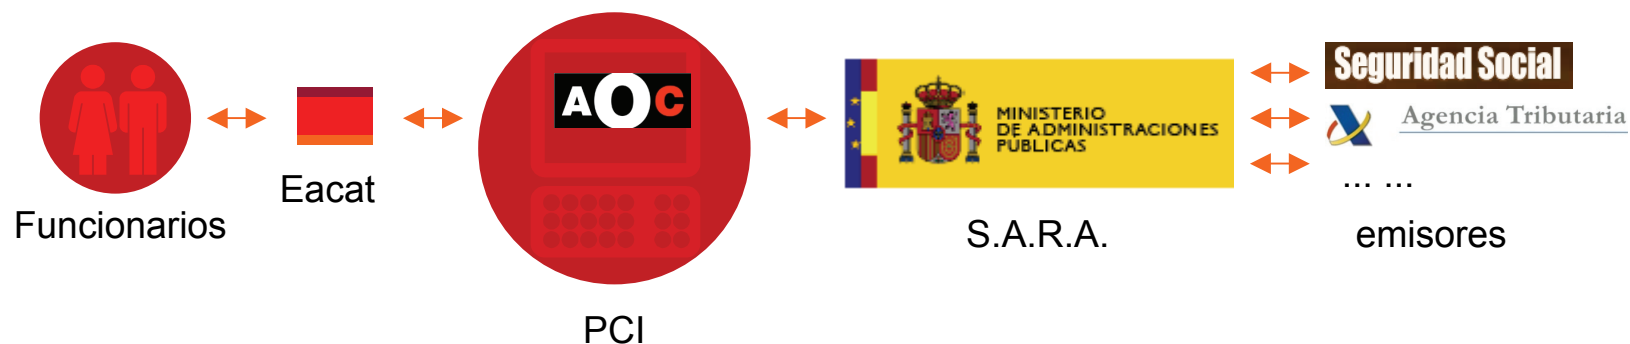 Funcionarios
Eacat
AOC
PCI
MINISTERIO
DE ADMINISTRACIONES
PÚBLICAS
S.A.R.A.
Seguridad Social
Agencia Tributaria
... ...
emisores